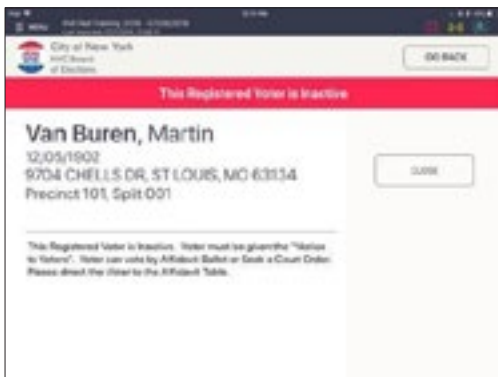 MENU
City of New York
NYC Board
of Elections
GO BACK
This Registered Voter is Inactive
Van Buren, Martin
12/05/1902
9704 CHELLS DR, ST LOUIS, MO 63134
Precinct 101, Split 001
CLOSE
This Registered Voter is Inactive. Voter must be given the "Notice
to Voters". Voter can vote by Affidavit Ballot or Seek a Court Order.
Please direct the Voter to the Affidavit Table.